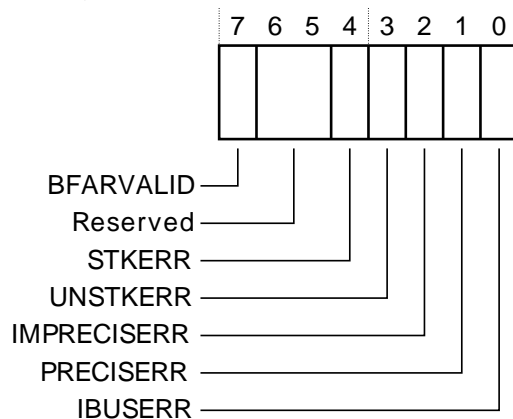 7 6 5 4 3 2 1 0
BFARVALID
Reserved
STKERR
UNSTKERR
IMPRECISERR
PRECISERR
IBUSERR